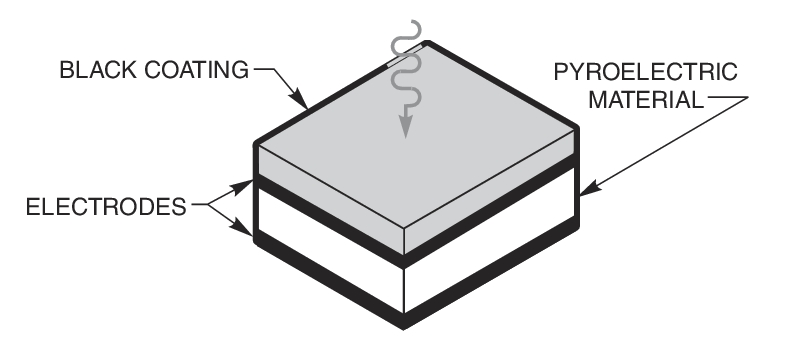 BLACK COATING
PYROELECTRIC
MATERIAL
ELECTRODES